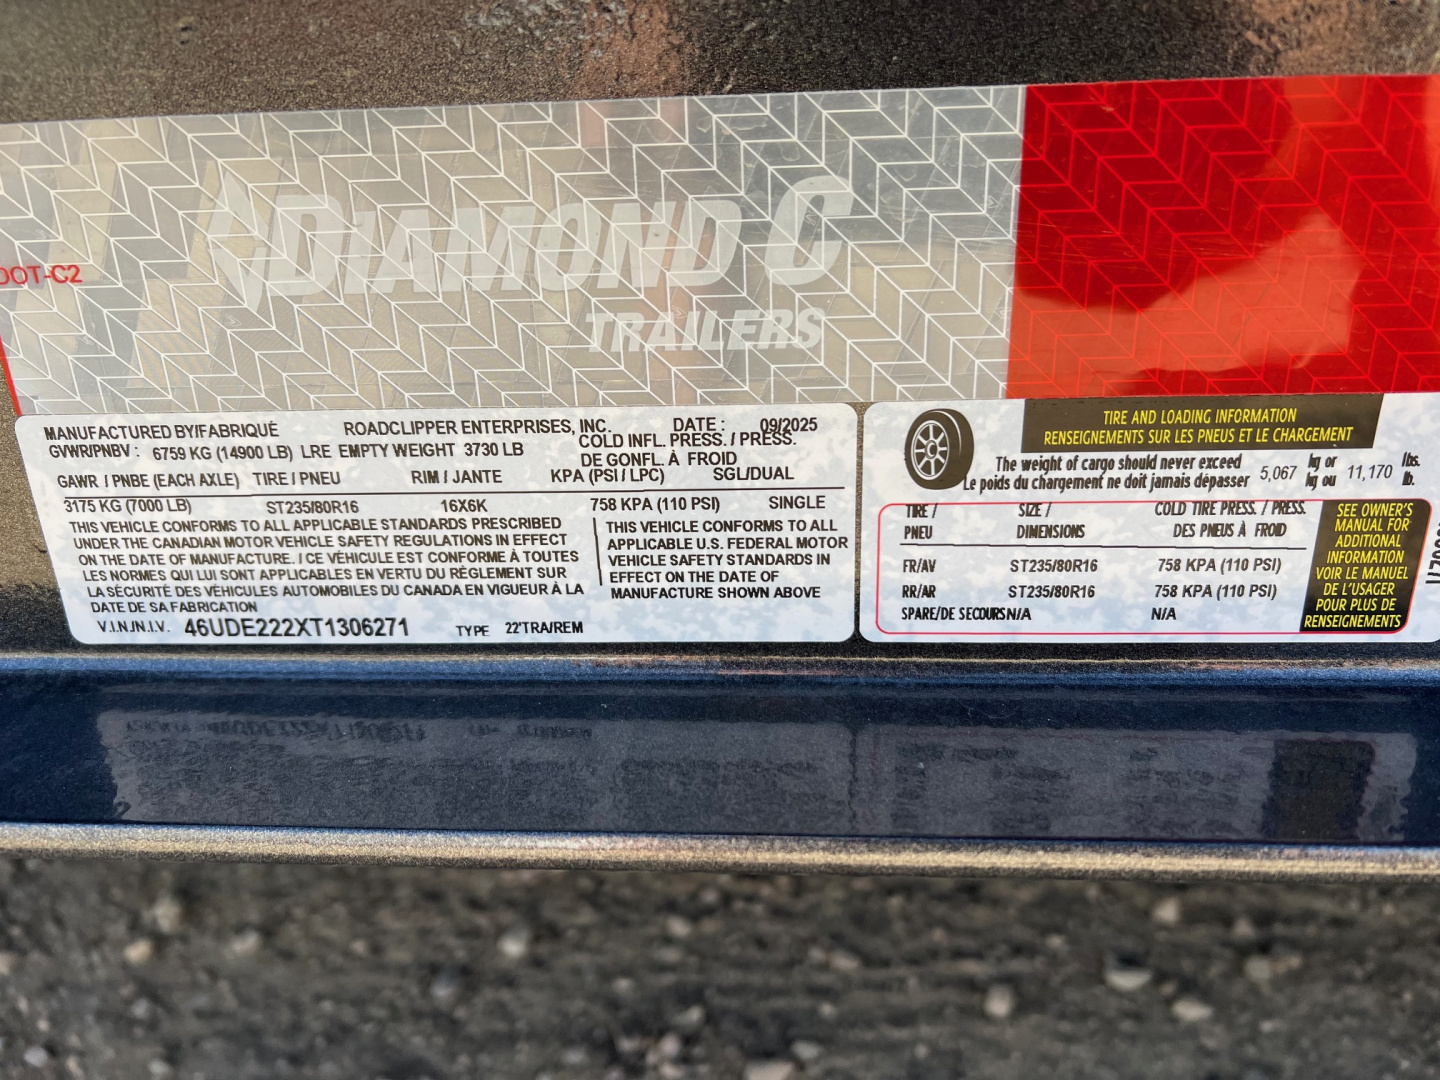 DIAMOND C
TRAILERS
DOT-C2
MANUFACTURED BY/FABRIQUÉ ROADCLIPPER ENTERPRISES, INC. DATE : 09/2025
GVWR/PNBV : 6759 KG (14900 LB) LRE EMPTY WEIGHT 3730 LB
COLD INFL. PRESS. / PRESS.
DE GONFL. À FROID
GAWR / PNBE (EACH AXLE) TIRE / PNEU RIM / JANTE KPA (PSI / LPC) SGL/DUAL
3175 KG (7000 LB) ST235/80R16 16X6K 758 KPA (110 PSI) SINGLE
THIS VEHICLE CONFORMS TO ALL APPLICABLE STANDARDS PRESCRIBED
UNDER THE CANADIAN MOTOR VEHICLE SAFETY REGULATIONS IN EFFECT
ON THE DATE OF MANUFACTURE. / CE VÉHICULE EST CONFORME À TOUTES
LES NORMES QUI LUI SONT APPLICABLES EN VERTU DU RÈGLEMENT SUR
LA SÉCURITÉ DES VÉHICULES AUTOMOBILES DU CANADA EN VIGUEUR À LA
DATE DE SA FABRICATION
THIS VEHICLE CONFORMS TO ALL
APPLICABLE U.S. FEDERAL MOTOR
VEHICLE SAFETY STANDARDS IN
EFFECT ON THE DATE OF
MANUFACTURE SHOWN ABOVE
V.I.N./N.I.V. 46UDE222XT1306271 TYPE 22'TRA/REM
TIRE AND LOADING INFORMATION
RENSEIGNEMENTS SUR LES PNEUS ET LE CHARGEMENT
The weight of cargo should never exceed
Le poids du chargement ne doit jamais dépasser
5,067 kg or 11,170 lbs.
kg ou lb.
TIRE / SIZE / COLD TIRE PRESS. / PRESS.
PNEU DIMENSIONS DES PNEUS À FROID
FR/AV ST235/80R16 758 KPA (110 PSI)
RR/AR ST235/80R16 758 KPA (110 PSI)
SPARE/DE SECOURS N/A N/A
SEE OWNER'S
MANUAL FOR
ADDITIONAL
INFORMATION
VOIR LE MANUEL
DE L'USAGER
POUR PLUS DE
RENSEIGNEMENTS